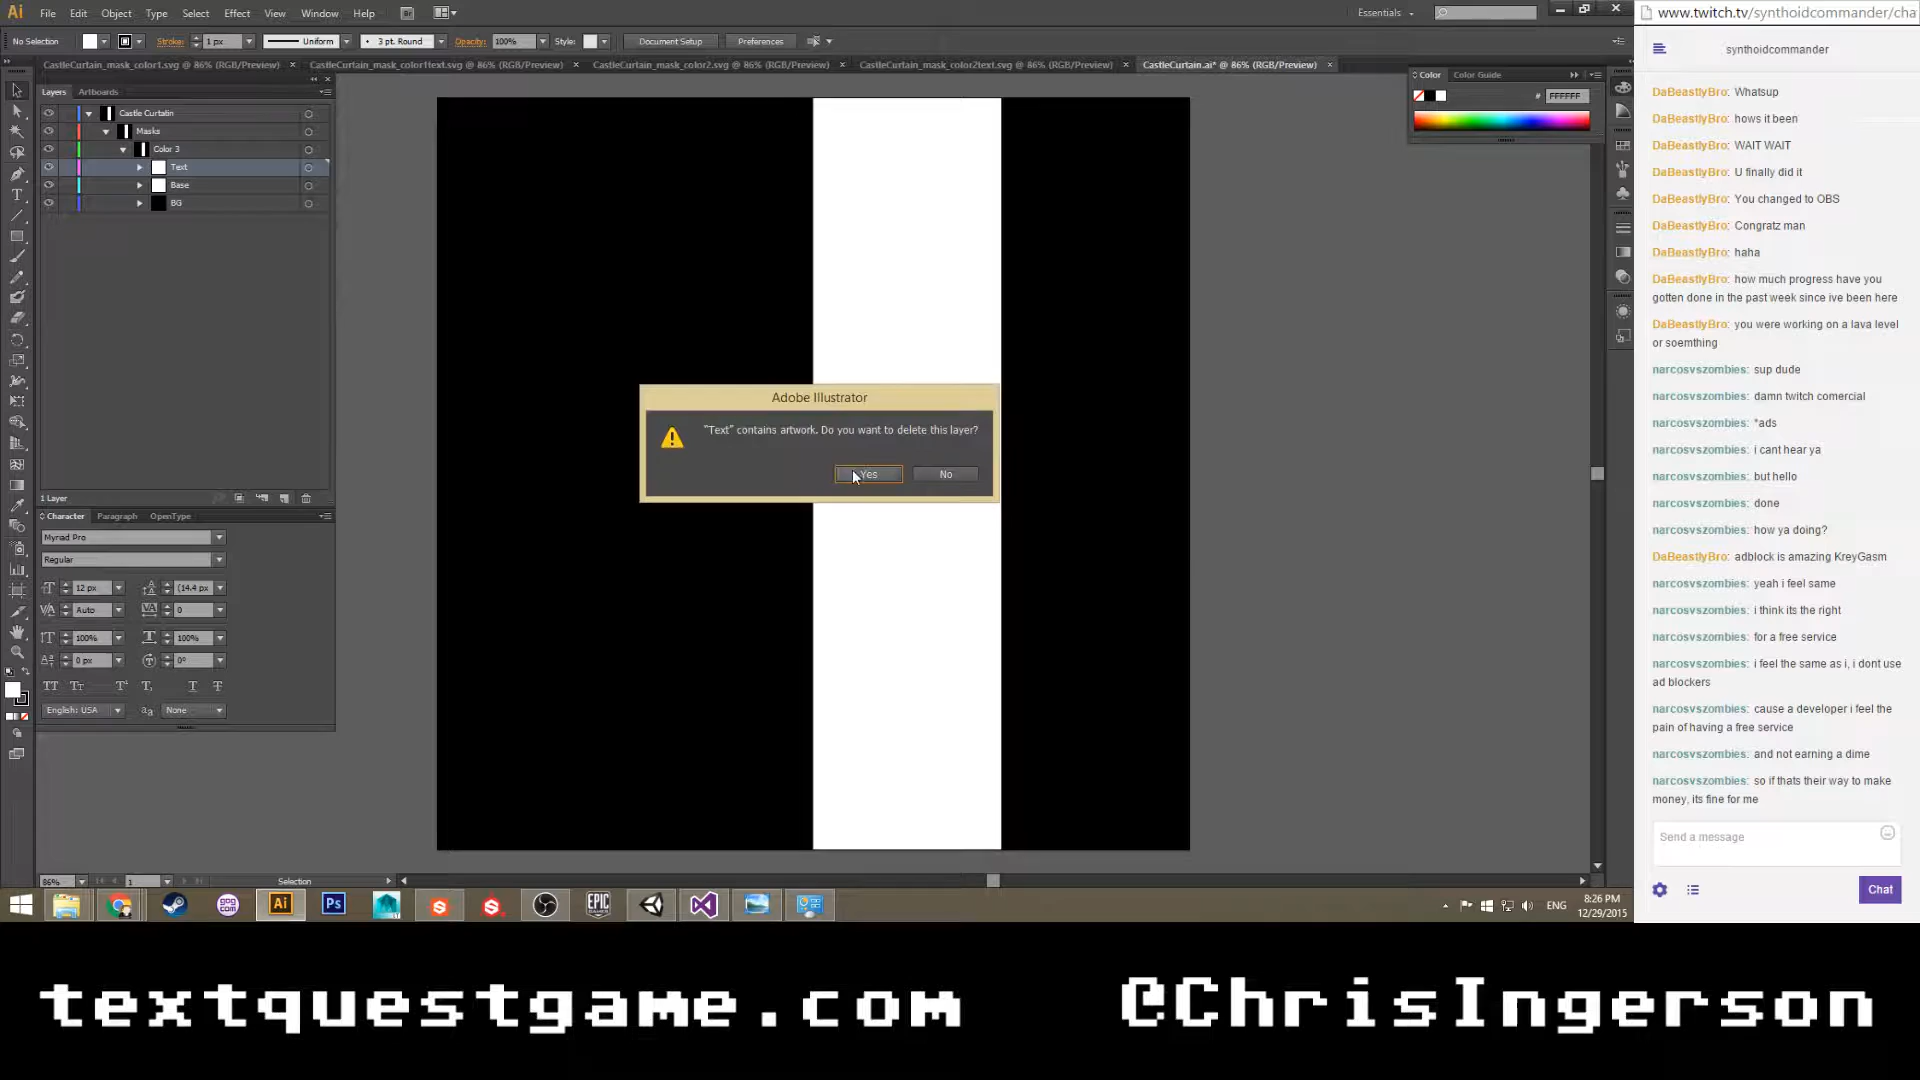 Ai File Edit Object Type Select Effect View Window Help Br Essentials
No Selection Stroke: 1 px Uniform 3 pt. Round Opacity: 100% Style: Document Setup Preferences
CastleCurtain_mask_color1.svg @ 86% (RGB/Preview) CastleCurtain_mask_color1text.svg @ 86% (RGB/Preview) CastleCurtain_mask_color2.svg @ 86% (RGB/Preview) CastleCurtain_mask_color2text.svg @ 86% (RGB/Preview) CastleCurtain.ai* @ 86% (RGB/Preview)
Layers Artboards
Castle Curtatin
Masks
Color 3
Text
Base
BG
1 Layer
Character Paragraph OpenType
Myriad Pro
Regular
12 px (14.4 px
Auto 0
100% 100%
0 px 0°
English: USA None
Color Color Guide
# FFFFFF
Adobe Illustrator
"Text" contains artwork. Do you want to delete this layer?
Yes No
86% 1 Selection
Ai Ps EPIC GAMES
ENG 8:26 PM
12/29/2015
www.twitch.tv/synthoidcommander/cha
synthoidcommander
DaBeastlyBro: Whatsup
DaBeastlyBro: hows it been
DaBeastlyBro: WAIT WAIT
DaBeastlyBro: U finally did it
DaBeastlyBro: You changed to OBS
DaBeastlyBro: Congratz man
DaBeastlyBro: haha
DaBeastlyBro: how much progress have you
gotten done in the past week since ive been here
DaBeastlyBro: you were working on a lava level
or soemthing
narcosvszombies: sup dude
narcosvszombies: damn twitch comercial
narcosvszombies: *ads
narcosvszombies: i cant hear ya
narcosvszombies: but hello
narcosvszombies: done
narcosvszombies: how ya doing?
DaBeastlyBro: adblock is amazing KreyGasm
narcosvszombies: yeah i feel same
narcosvszombies: i think its the right
narcosvszombies: for a free service
narcosvszombies: i feel the same as i, i dont use
ad blockers
narcosvszombies: cause a developer i feel the
pain of having a free service
narcosvszombies: and not earning a dime
narcosvszombies: so if thats their way to make
money, its fine for me
Send a message
Chat
textquestgame.com @ChrisIngerson